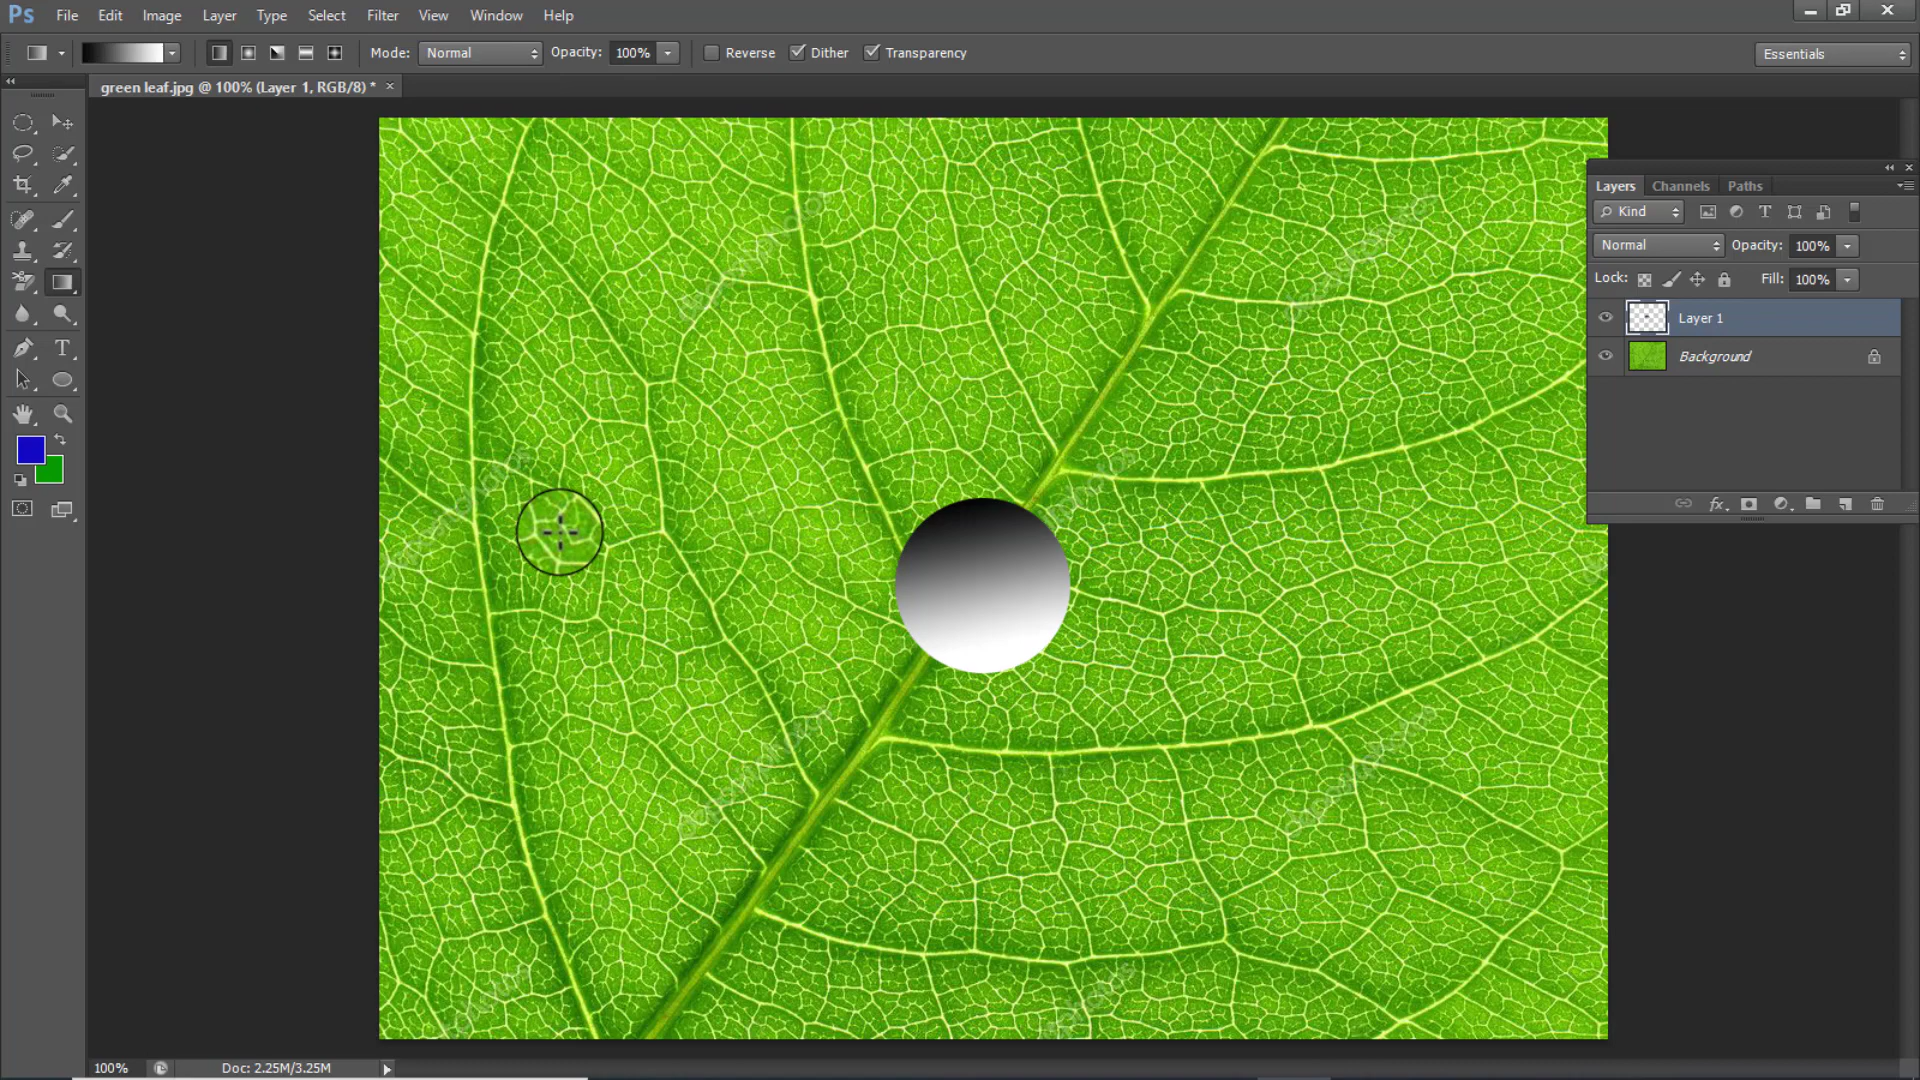 Ps File Edit Image Layer Type Select Filter View Window Help
Mode: Normal Opacity: 100% Reverse Dither Transparency Essentials
green leaf.jpg @ 100% (Layer 1, RGB/8) * ×
Layers Channels Paths
Kind T
Normal Opacity: 100%
Lock: Fill: 100%
Layer 1
Background
T
fx
100% Doc: 2.25M/3.25M